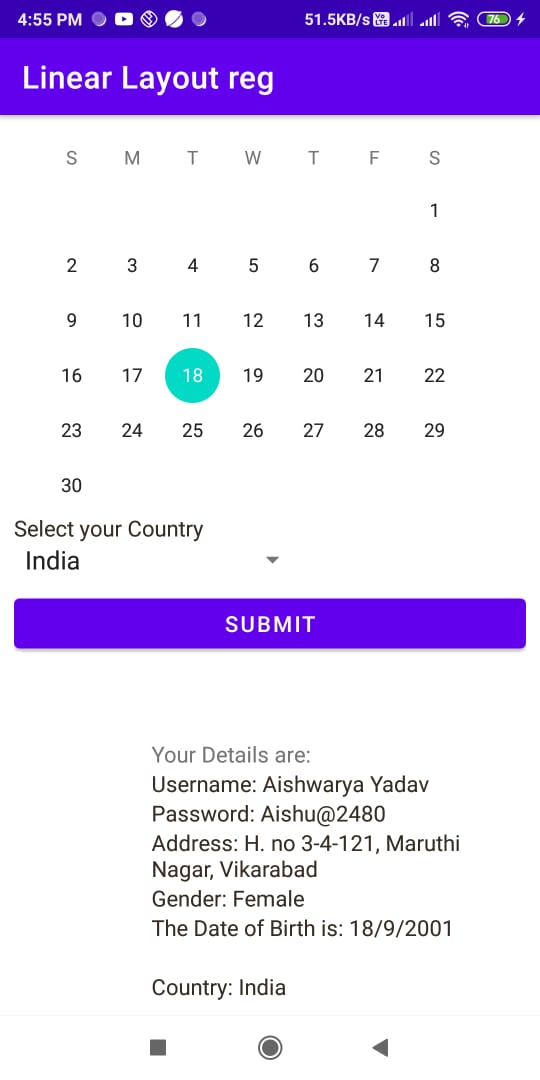 4:55 PM 51.5KB/s Vo LTE 76
Linear Layout reg
S M T W T F S
1
2 3 4 5 6 7 8
9 10 11 12 13 14 15
16 17 18 19 20 21 22
23 24 25 26 27 28 29
30
Select your Country
India
SUBMIT
Your Details are:
Username: Aishwarya Yadav
Password: Aishu@2480
Address: H. no 3-4-121, Maruthi
Nagar, Vikarabad
Gender: Female
The Date of Birth is: 18/9/2001
Country: India